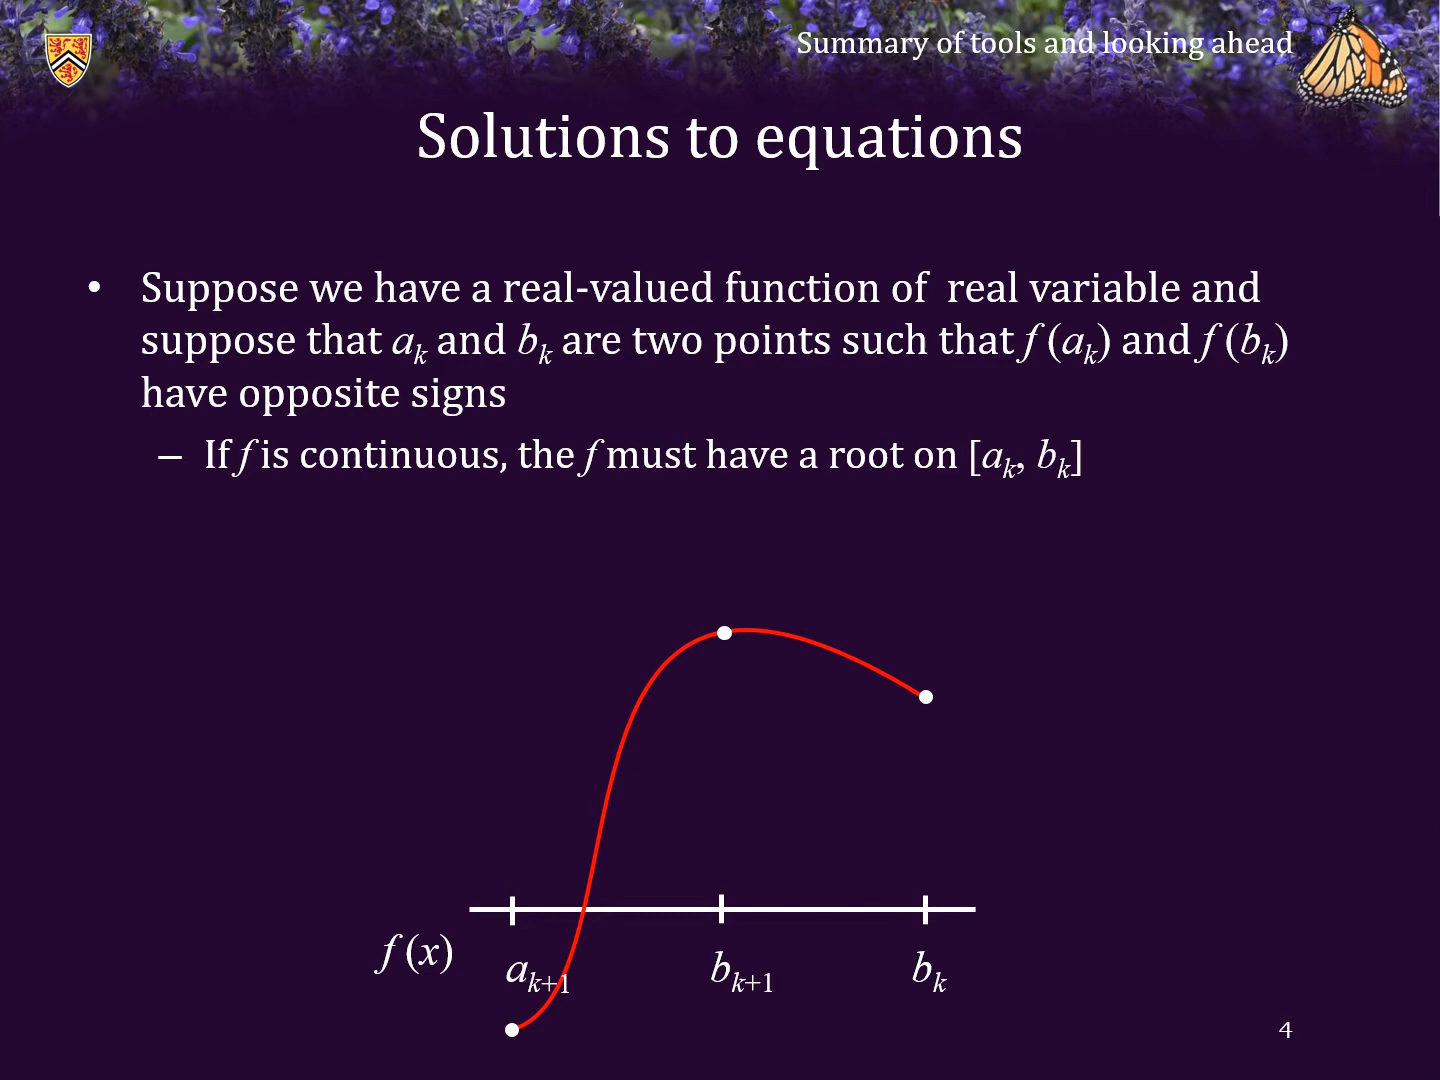 Summary of tools and looking ahead
Solutions to equations
• Suppose we have a real-valued function of  real variable and
suppose that aₖ and bₖ are two points such that f (aₖ) and f (bₖ)
have opposite signs
– If f is continuous, the f must have a root on [aₖ, bₖ]
f (x)
aₖ₊₁ bₖ₊₁ bₖ
4